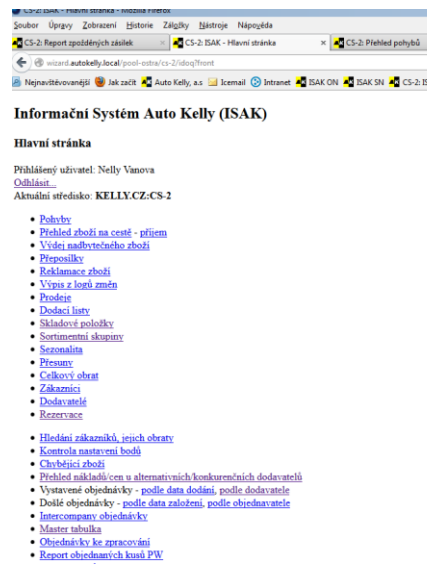 CS-2: ISAK - Hlavní stránka - Mozilla Firefox
Soubor Úpravy Zobrazení Historie Záložky Nástroje Nápověda
CS-2: Report zpožděných zásilek × CS-2: ISAK - Hlavní stránka × CS-2: Přehled pohybů
wizard.autokelly.local/pool-ostra/cs-2/idoq?front
Nejnavštěvovanější Jak začít Auto Kelly, a.s Icemail Intranet ISAK ON ISAK SN CS-2: IS
Informační Systém Auto Kelly (ISAK)
Hlavní stránka
Přihlášený uživatel: Nelly Vanova
Odhlásit...
Aktuální středisko: KELLY.CZ:CS-2
• Pohyby
• Přehled zboží na cestě - příjem
• Výdej nadbytečného zboží
• Přeposílky
• Reklamace zboží
• Výpis z logů změn
• Prodeje
• Dodací listy
• Skladové položky
• Sortimentní skupiny
• Sezonalita
• Přesuny
• Celkový obrat
• Zákazníci
• Dodavatelé
• Rezervace
• Hledání zákazníků, jejich obraty
• Kontrola nastavení bodů
• Chybějící zboží
• Přehled nákladů/cen u alternativních/konkurenčních dodavatelů
• Vystavené objednávky - podle data dodání, podle dodavatele
• Došlé objednávky - podle data založení, podle objednavatele
• Intercompany objednávky
• Master tabulka
• Objednávky ke zpracování
• Report objednaných kusů PW